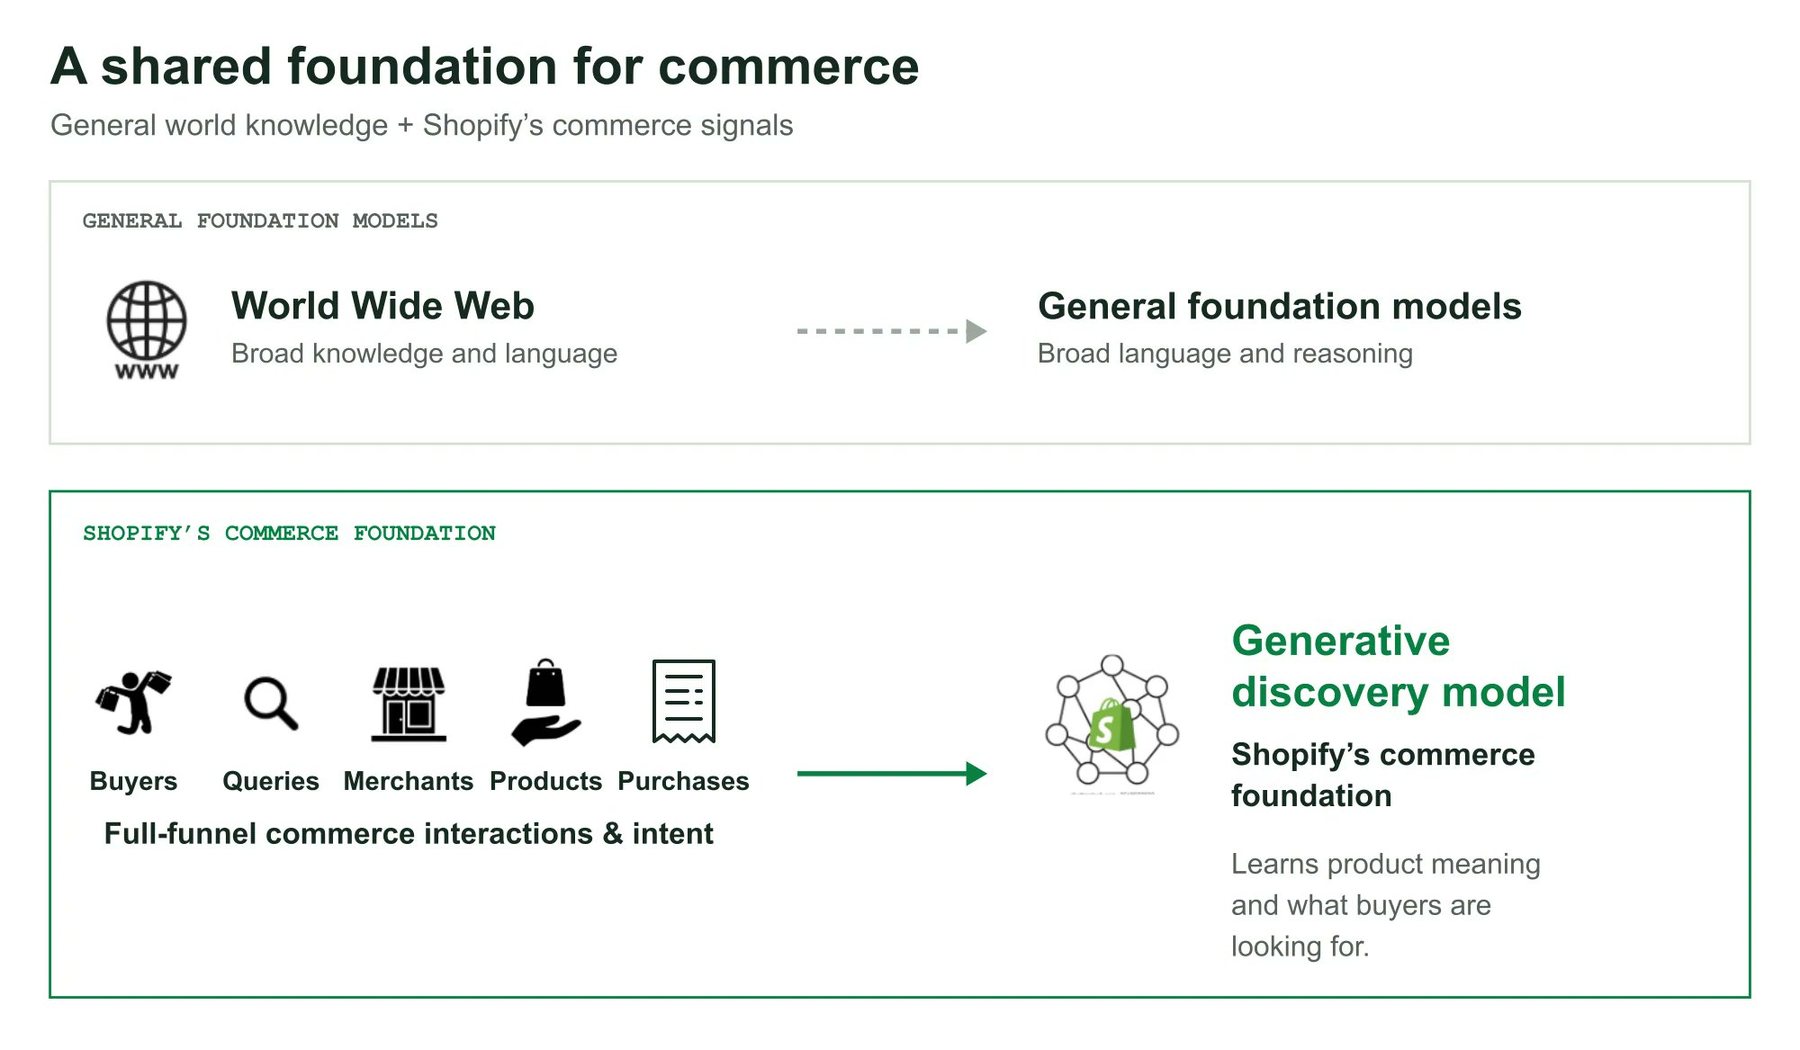 A shared foundation for commerce
General world knowledge + Shopify’s commerce signals
GENERAL FOUNDATION MODELS
WWW
World Wide Web
Broad knowledge and language
General foundation models
Broad language and reasoning
SHOPIFY’S COMMERCE FOUNDATION
Buyers
Queries
Merchants
Products
Purchases
Full-funnel commerce interactions & intent
S
Generative
discovery model
Shopify’s commerce
foundation
Learns product meaning
and what buyers are
looking for.